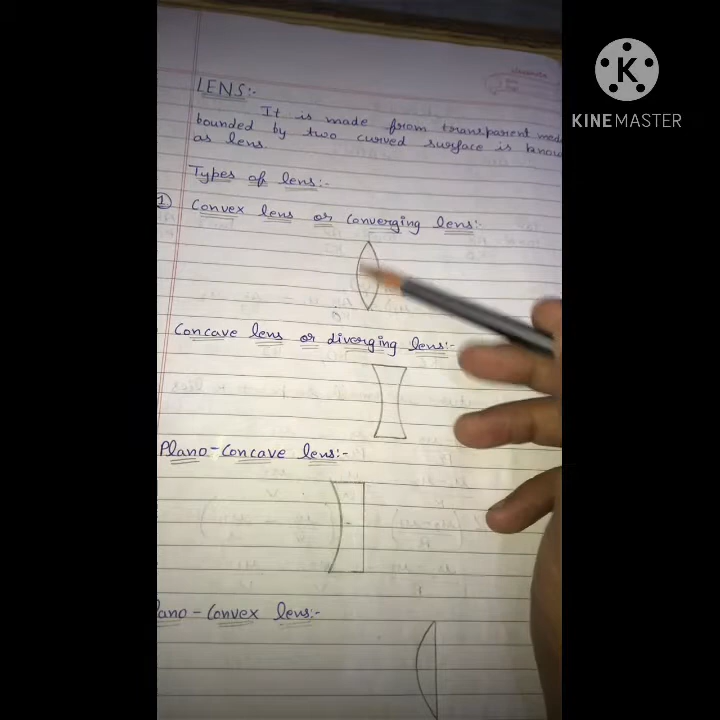 KINEMASTER
LENS:-
It is made from transparent
bounded by two curved surface is
as lens.
Types of lens:-
1 Convex lens or converging lens:-
Concave lens or diverging lens:-
Plano-Concave lens:-
Plano-Convex lens:-